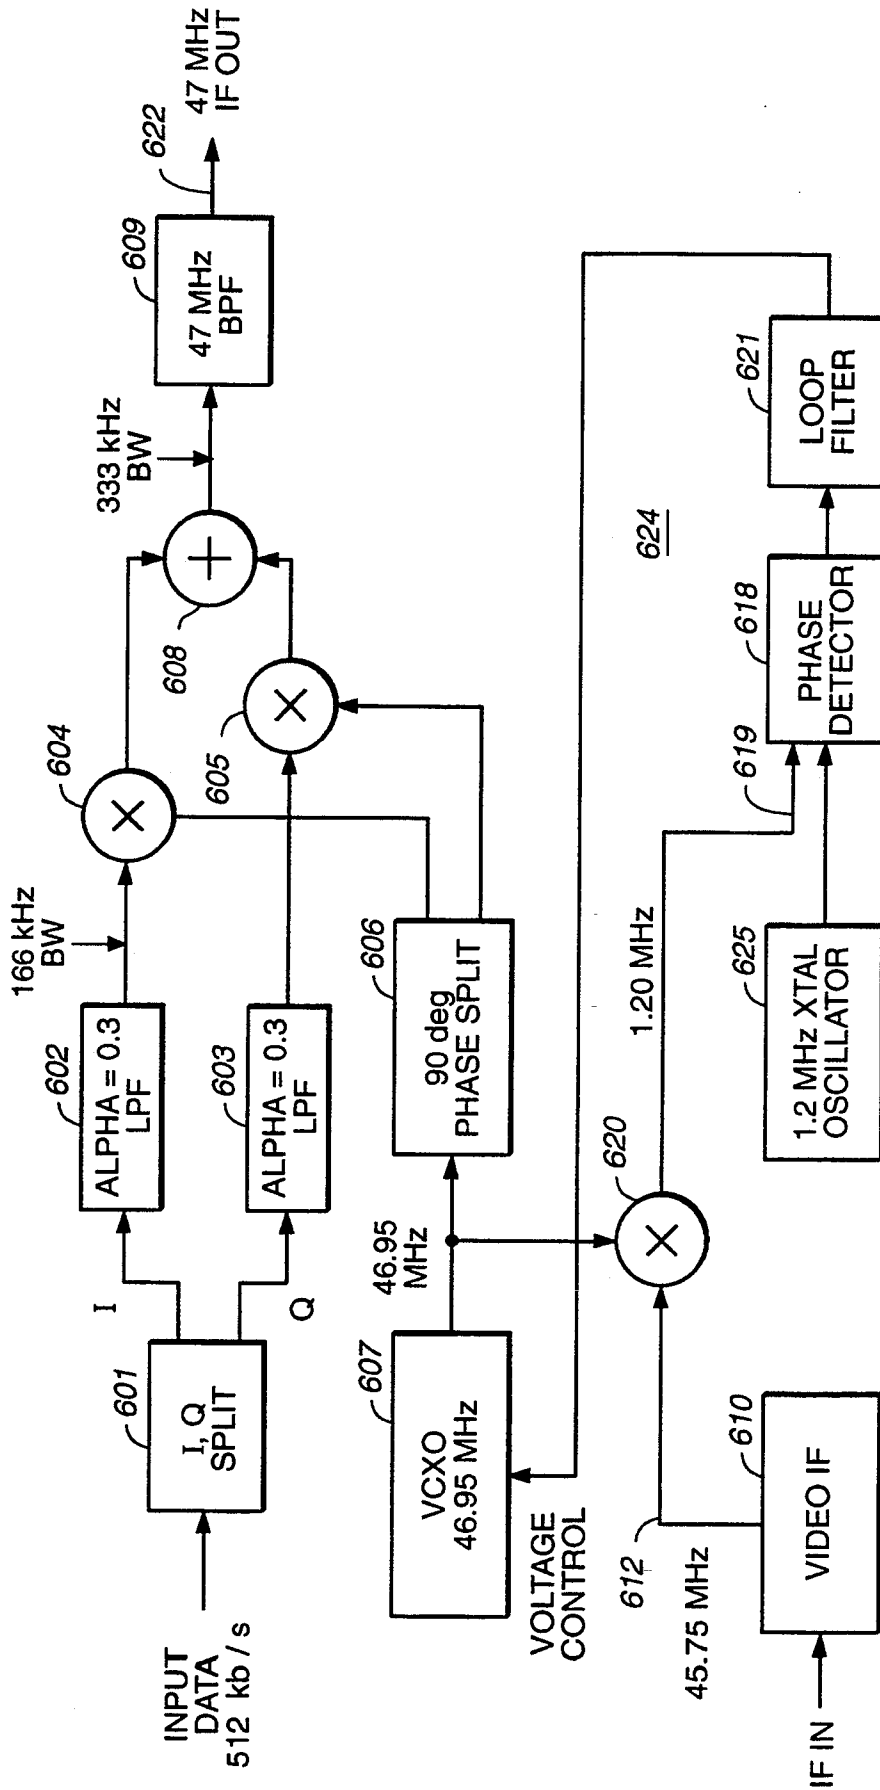 INPUT
DATA
512 kb/s
601
I, Q
SPLIT
I
Q
602
ALPHA = 0.3
LPF
603
ALPHA = 0.3
LPF
166 kHz
BW
604
605
608
333 kHz
BW
609
47 MHz
BPF
622
47 MHz
IF OUT
607
VCXO
46.95 MHz
46.95
MHz
606
90 deg
PHASE SPLIT
VOLTAGE
CONTROL
624
IF IN
610
VIDEO IF
612
45.75 MHz
620
1.20 MHz
625
1.2 MHz XTAL
OSCILLATOR
619
618
PHASE
DETECTOR
621
LOOP
FILTER